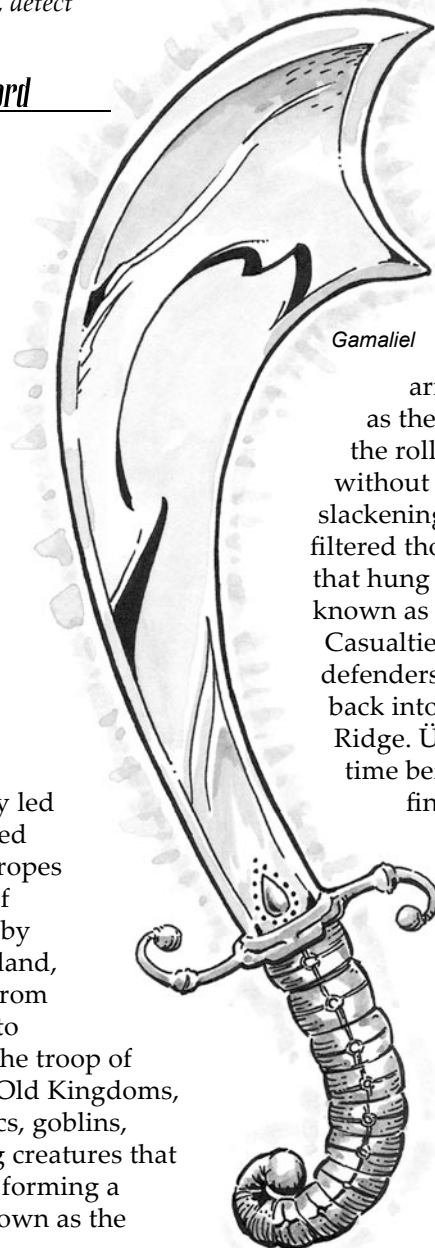 , detect
ord
y led
ed
ropes
f
by
land,
rom
to
he troop of
Old Kingdoms,
cs, goblins,
g creatures that
forming a
own as the
Gamaliel
as the
the roll
without
slackening
filtered tho
that hung
known as
Casualties
defenders
back into
Ridge. Ü
time be
fin